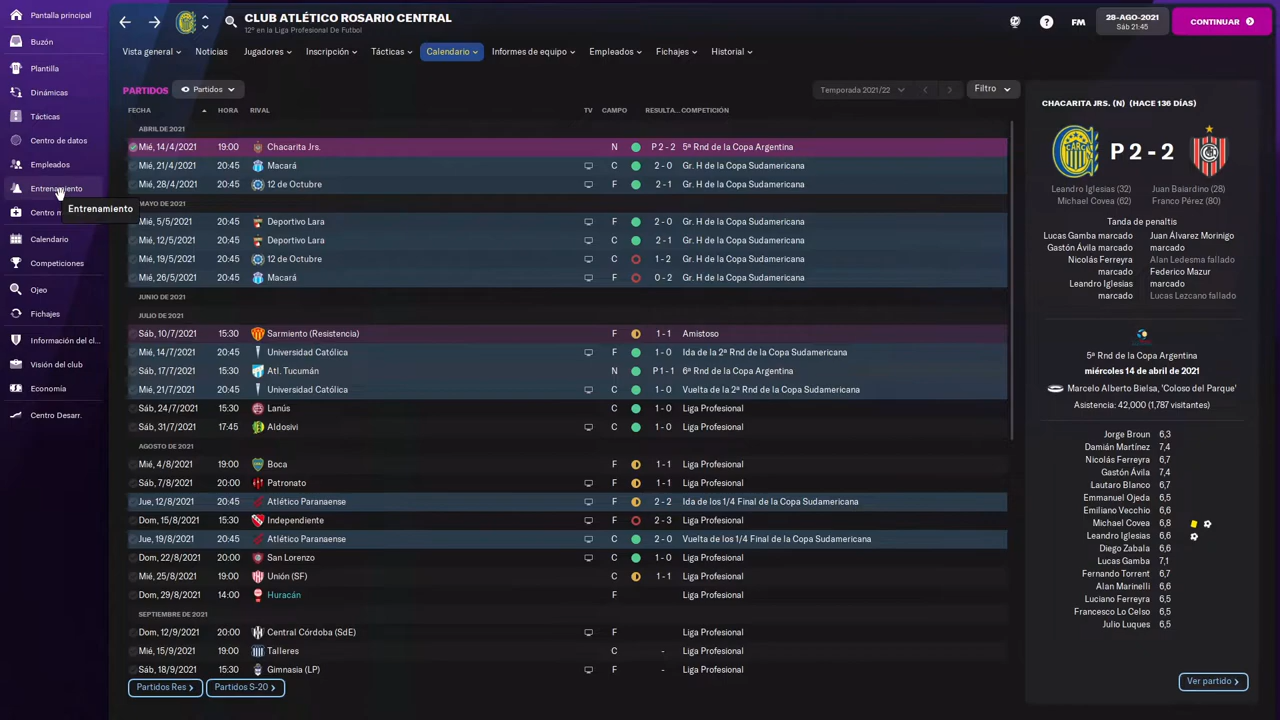 Pantalla principal
Buzón
Plantilla
Dinámicas
Tácticas
Centro de datos
Empleados
Entrenamiento
Entrenamiento
Centro
Calendario
Competiciones
Ojeo
Fichajes
Información del cl...
Visión del club
Economía
Centro Desarr.
CLUB ATLÉTICO ROSARIO CENTRAL
12º en la Liga Profesional De Futbol
? FM 28-AGO-2021 Sáb 21:45 CONTINUAR
Vista general Noticias Jugadores Inscripción Tácticas Calendario Informes de equipo Empleados Fichajes Historial
PARTIDOS Partidos Temporada 2021/22 Filtro
FECHA HORA RIVAL TV CAMPO RESULTA... COMPETICIÓN
ABRIL DE 2021
Mié, 14/4/2021 19:00 Chacarita Jrs. N P 2 - 2 5ª Rnd de la Copa Argentina
Mié, 21/4/2021 20:45 Macará C 2 - 0 Gr. H de la Copa Sudamericana
Mié, 28/4/2021 20:45 12 de Octubre F 2 - 1 Gr. H de la Copa Sudamericana
MAYO DE 2021
Mié, 5/5/2021 20:45 Deportivo Lara F 2 - 0 Gr. H de la Copa Sudamericana
Mié, 12/5/2021 20:45 Deportivo Lara C 2 - 1 Gr. H de la Copa Sudamericana
Mié, 19/5/2021 20:45 12 de Octubre C 1 - 2 Gr. H de la Copa Sudamericana
Mié, 26/5/2021 20:45 Macará F 0 - 2 Gr. H de la Copa Sudamericana
JUNIO DE 2021
JULIO DE 2021
Sáb, 10/7/2021 15:30 Sarmiento (Resistencia) F 1 - 1 Amistoso
Mié, 14/7/2021 20:45 Universidad Católica F 1 - 0 Ida de la 2ª Rnd de la Copa Sudamericana
Sáb, 17/7/2021 15:30 Atl. Tucumán N P 1 - 1 6ª Rnd de la Copa Argentina
Mié, 21/7/2021 20:45 Universidad Católica C 1 - 0 Vuelta de la 2ª Rnd de la Copa Sudamericana
Sáb, 24/7/2021 15:30 Lanús C 1 - 0 Liga Profesional
Sáb, 31/7/2021 17:45 Aldosivi C 1 - 0 Liga Profesional
AGOSTO DE 2021
Mié, 4/8/2021 19:00 Boca F 1 - 1 Liga Profesional
Sáb, 7/8/2021 20:00 Patronato F 1 - 1 Liga Profesional
Jue, 12/8/2021 20:45 Atlético Paranaense F 2 - 2 Ida de los 1/4 Final de la Copa Sudamericana
Dom, 15/8/2021 15:30 Independiente F 2 - 3 Liga Profesional
Jue, 19/8/2021 20:45 Atlético Paranaense C 2 - 0 Vuelta de los 1/4 Final de la Copa Sudamericana
Dom, 22/8/2021 20:00 San Lorenzo C 1 - 0 Liga Profesional
Mié, 25/8/2021 19:00 Unión (SF) C 1 - 1 Liga Profesional
Dom, 29/8/2021 14:00 Huracán F Liga Profesional
SEPTIEMBRE DE 2021
Dom, 12/9/2021 20:00 Central Córdoba (SdE) F Liga Profesional
Mié, 15/9/2021 19:00 Talleres C - Liga Profesional
Sáb, 18/9/2021 15:30 Gimnasia (LP) F - Liga Profesional
Partidos Res Partidos S-20
CHACARITA JRS. (N) (HACE 136 DÍAS)
P 2 - 2
Leandro Iglesias (32) Juan Baiardino (28)
Michael Covea (62) Franco Pérez (80)
Tanda de penaltis
Lucas Gamba marcado Juan Álvarez Morinigo
Gastón Ávila marcado marcado
Nicolás Ferreyra Alan Ledesma fallado
marcado Federico Mazur
Leandro Iglesias marcado
marcado Lucas Lezcano fallado
5ª Rnd de la Copa Argentina
miércoles 14 de abril de 2021
Marcelo Alberto Bielsa, 'Coloso del Parque'
Asistencia: 42,000 (1,787 visitantes)
Jorge Broun 6,3
Damián Martínez 7,4
Nicolás Ferreyra 6,7
Gastón Ávila 7,4
Lautaro Blanco 6,7
Emmanuel Ojeda 6,5
Emiliano Vecchio 6,6
Michael Covea 6,8
Leandro Iglesias 6,6
Diego Zabala 6,6
Lucas Gamba 7,1
Fernando Torrent 6,7
Alan Marinelli 6,6
Luciano Ferreyra 6,5
Francesco Lo Celso 6,5
Julio Luques 6,5
Ver partido